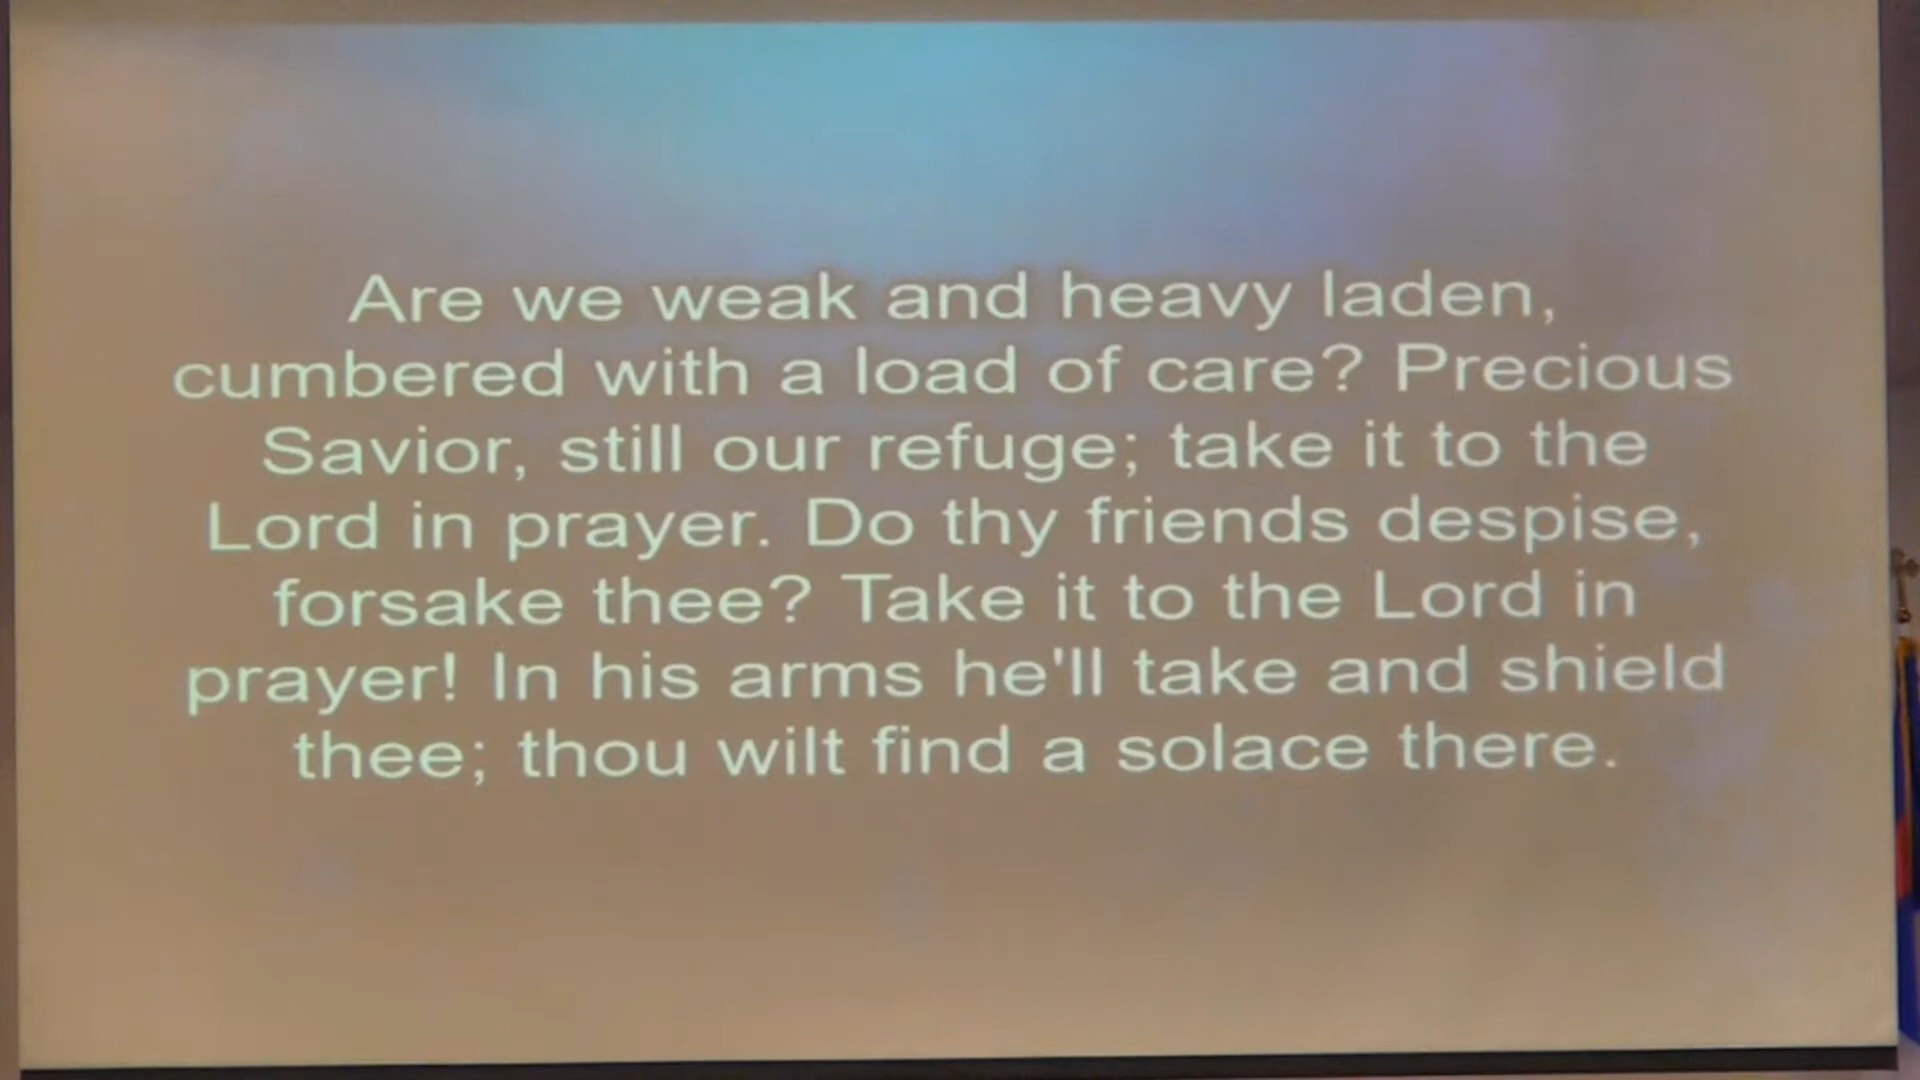 Are we weak and heavy laden,
cumbered with a load of care? Precious
Savior, still our refuge; take it to the
Lord in prayer. Do thy friends despise,
forsake thee? Take it to the Lord in
prayer! In his arms he'll take and shield
thee; thou wilt find a solace there.